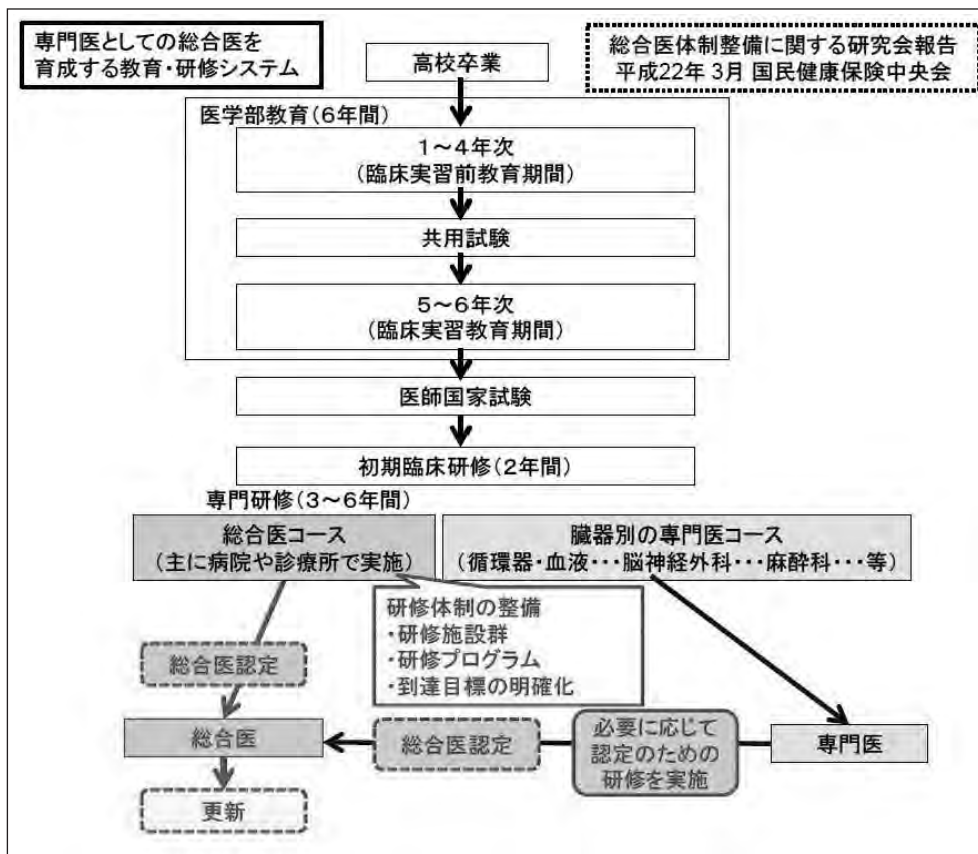 専門医としての総合医を
育成する教育・研修システム
総合医体制整備に関する研究会報告
平成22年 3月 国民健康保険中央会
高校卒業
医学部教育(6年間)
1~4年次
(臨床実習前教育期間)
共用試験
5~6年次
(臨床実習教育期間)
医師国家試験
初期臨床研修(2年間)
専門研修(3~6年間)
総合医コース
(主に病院や診療所で実施)
臓器別の専門医コース
(循環器・血液・・・脳神経外科・・・麻酔科・・・等)
研修体制の整備
・研修施設群
・研修プログラム
・到達目標の明確化
総合医認定
総合医
総合医認定
必要に応じて
認定のための
研修を実施
専門医
更新